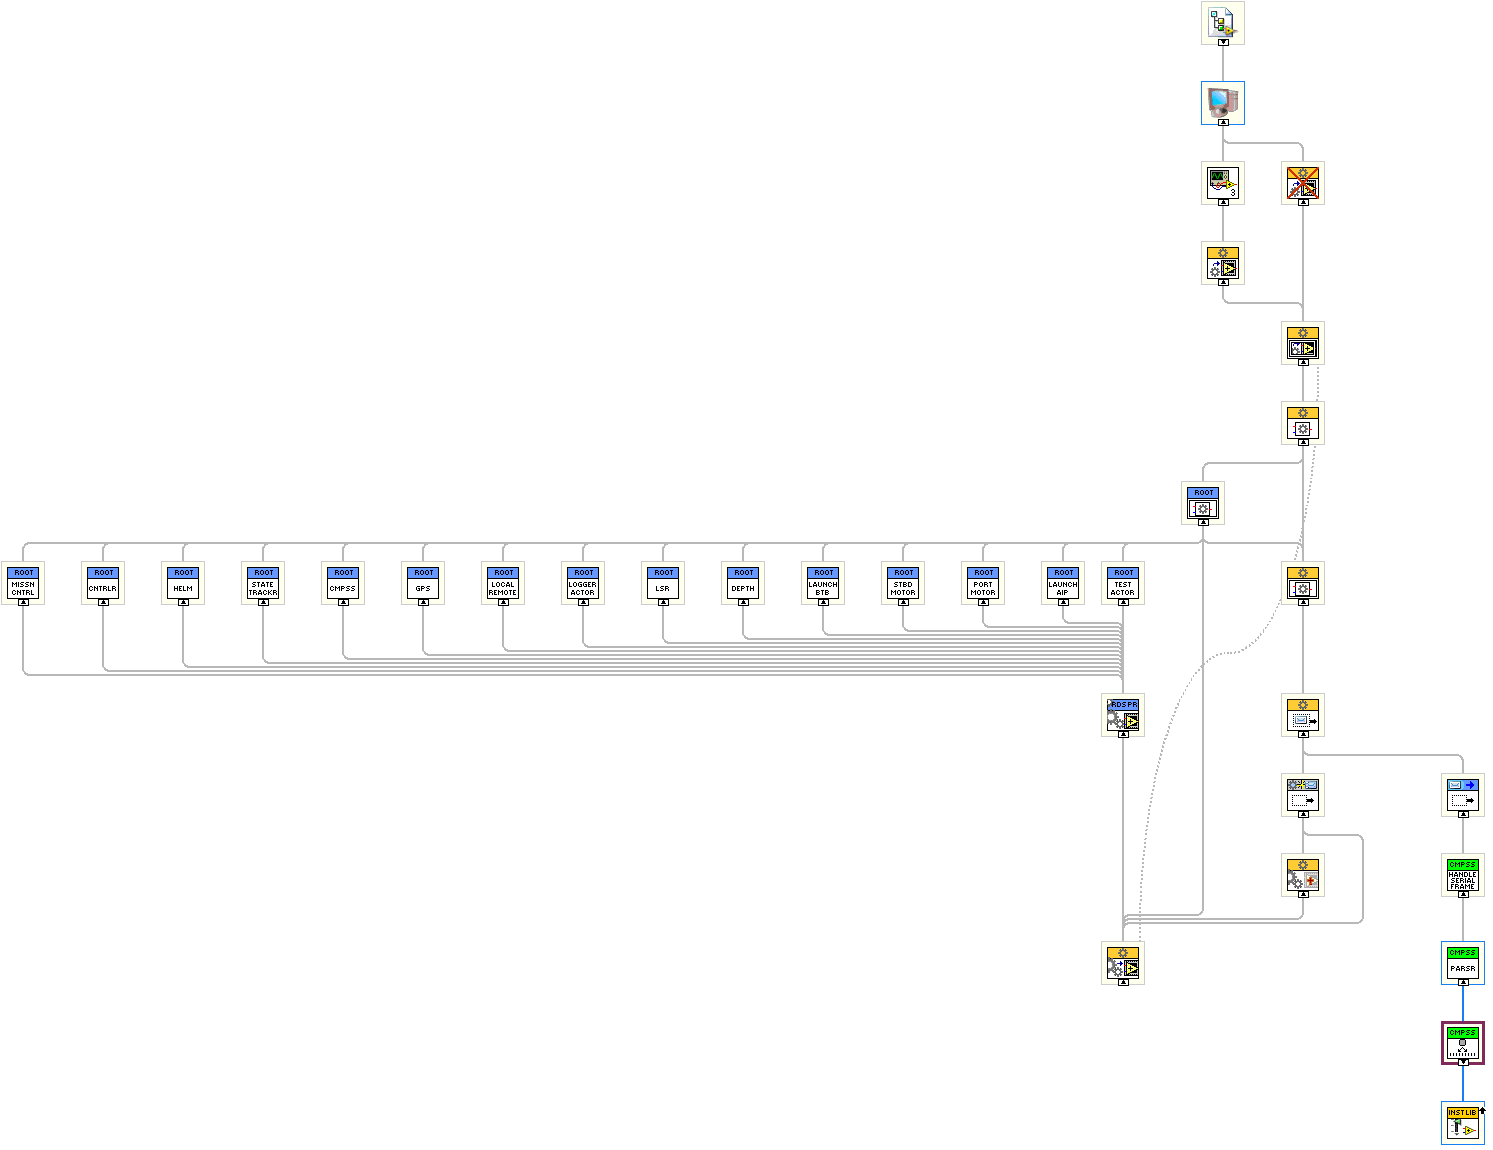 3
ROOT
ROOT
MISSN
CNTRL
ROOT
CNTRLR
ROOT
HELM
ROOT
STATE
TRACKR
ROOT
CMPSS
ROOT
GPS
ROOT
LOCAL
REMOTE
ROOT
LOGGER
ACTOR
ROOT
LSR
ROOT
DEPTH
ROOT
LAUNCH
BTB
ROOT
STBD
MOTOR
ROOT
PORT
MOTOR
ROOT
LAUNCH
AIP
ROOT
TEST
ACTOR
RDSPR
CMPSS
HANDLE
SERIAL
FRAME
CMPSS
PARSR
CMPSS
INSTLIB